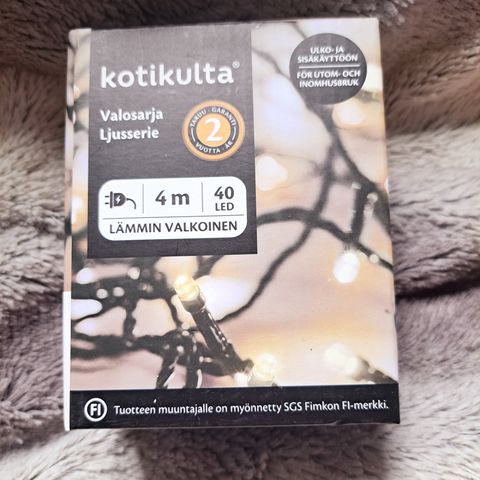 kotikulta®
Valosarja
Ljusserie
TAKUU · GARANTI
2
VUOTTA · ÅR
ULKO- JA
SISÄKÄYTTÖÖN
FÖR UTOM- OCH
INOMHUSBRUK
4 m
40
LED
LÄMMIN VALKOINEN
FI
Tuotteen muuntajalle on myönnetty SGS Fimkon FI-merkki.